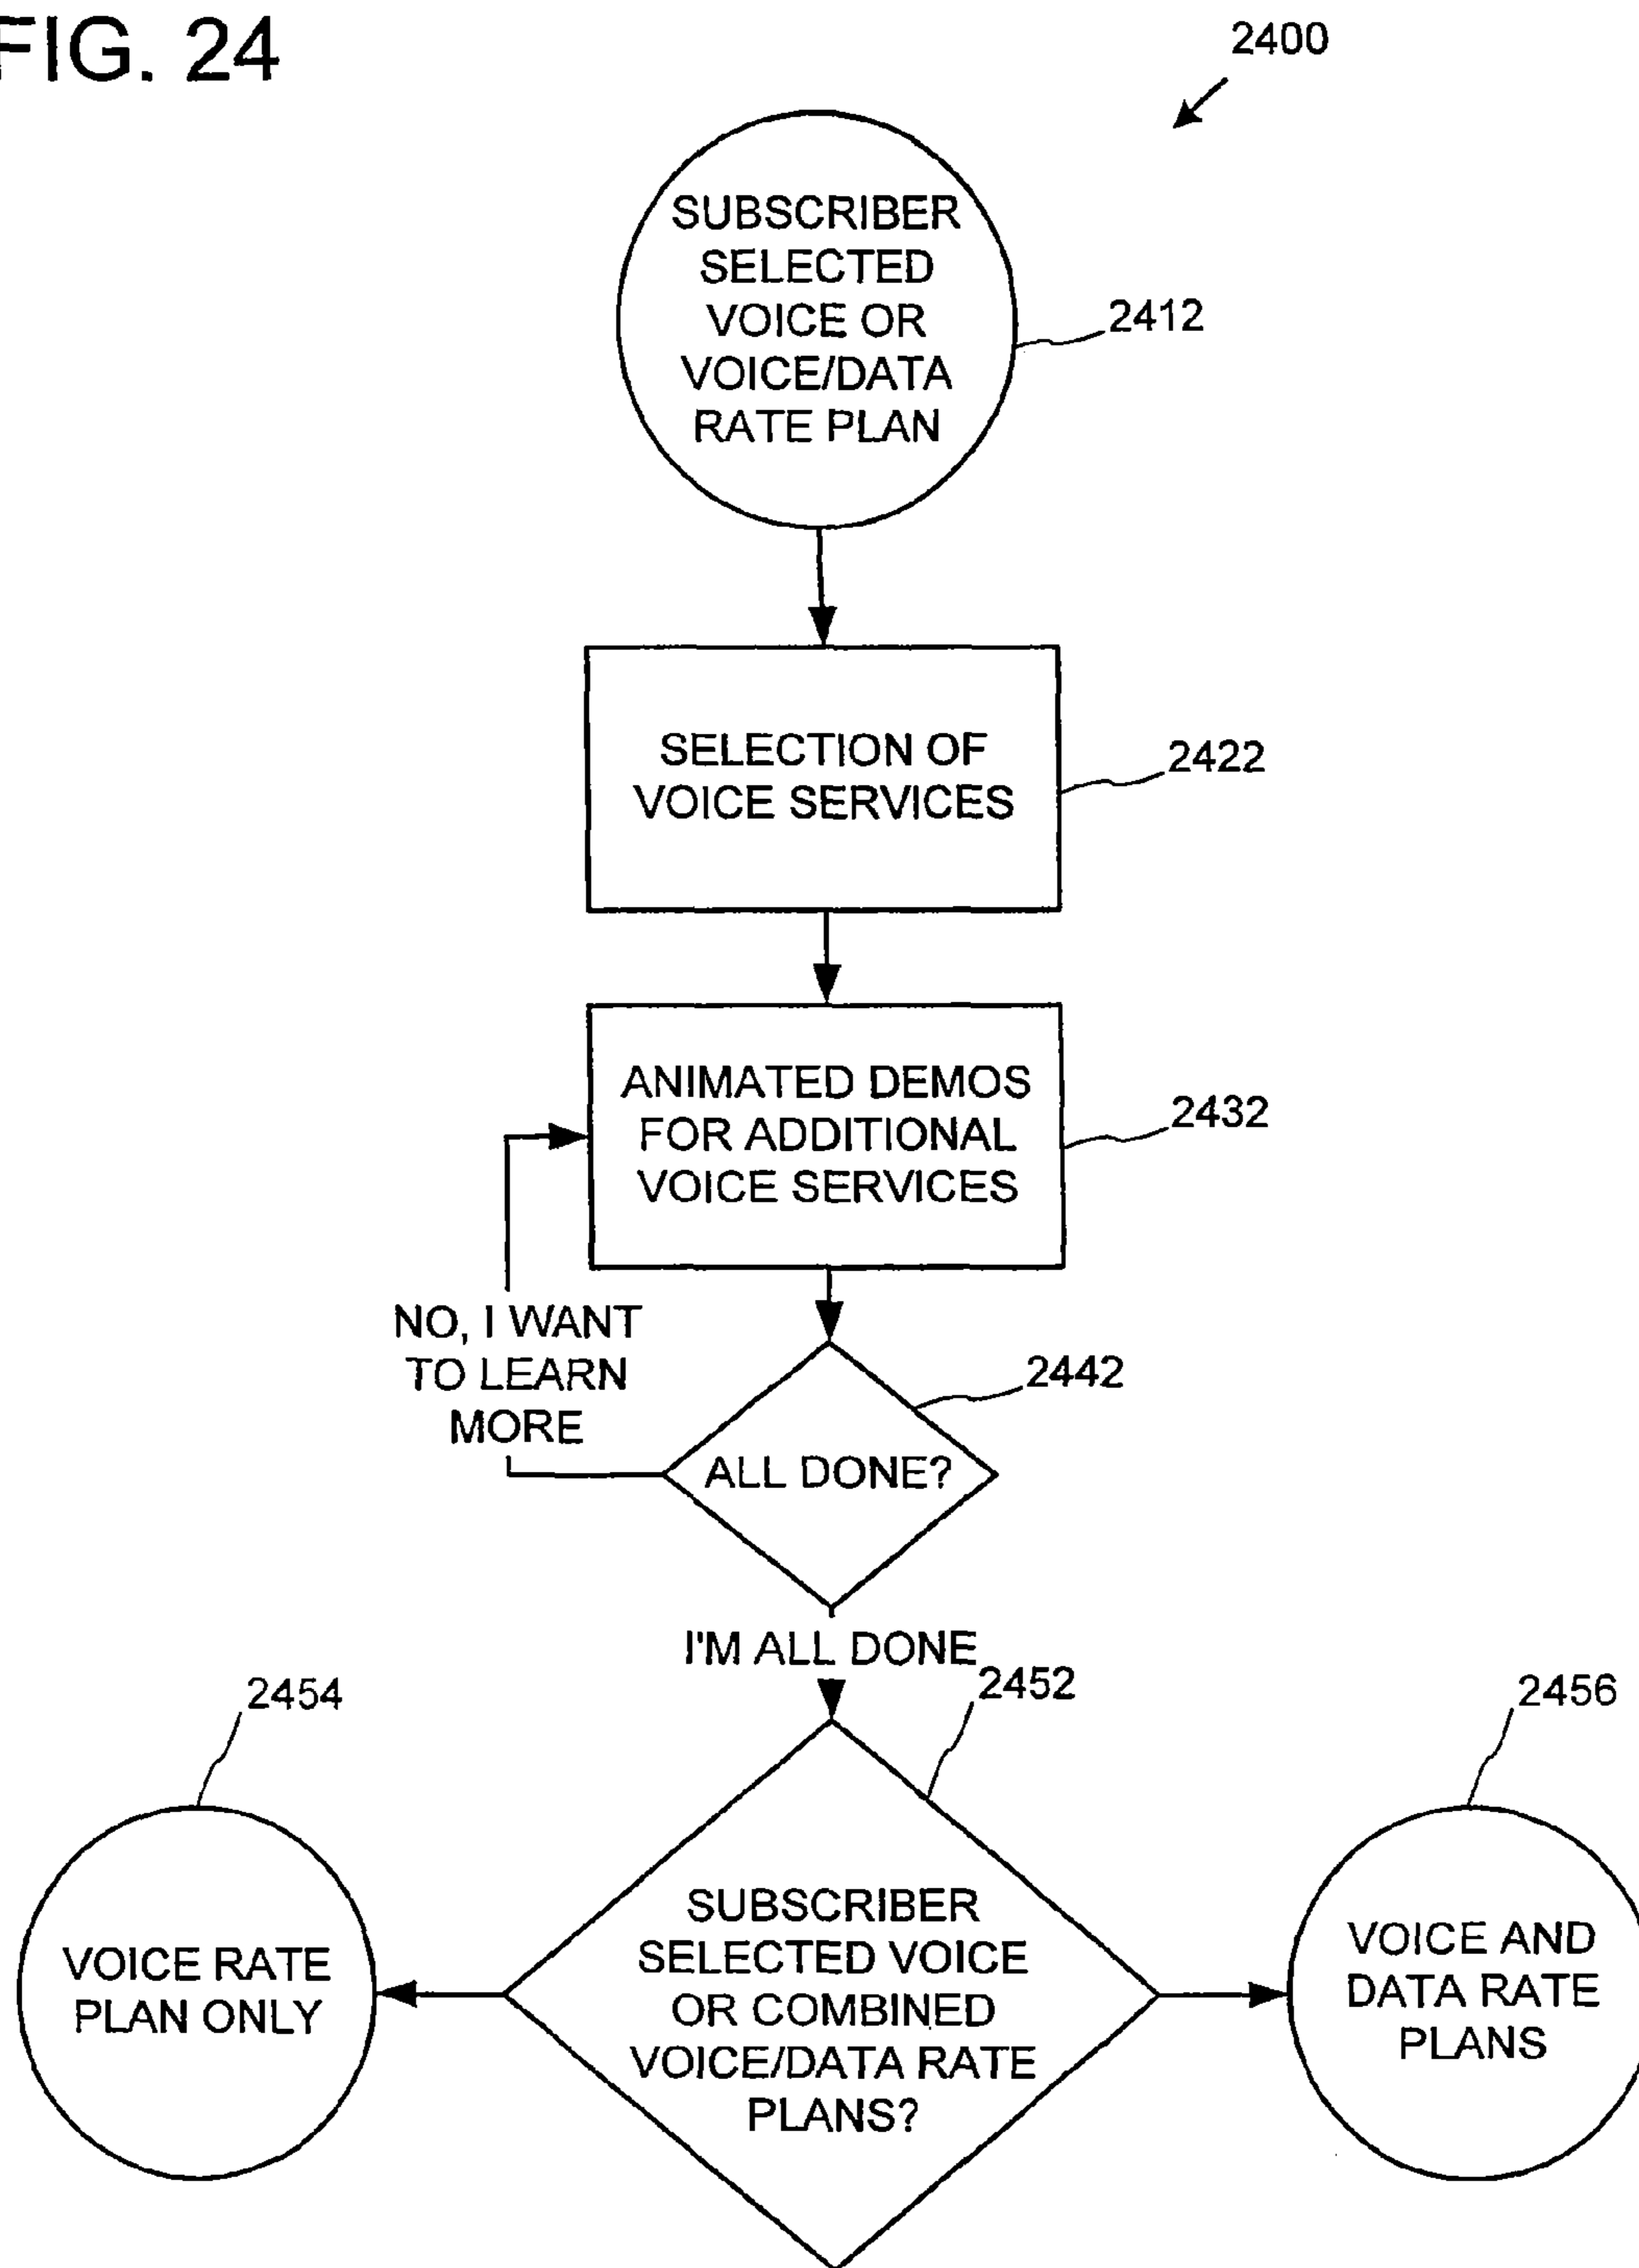 FIG. 24
2400
SUBSCRIBER
SELECTED
VOICE OR
VOICE/DATA
RATE PLAN
2412
SELECTION OF
VOICE SERVICES
2422
ANIMATED DEMOS
FOR ADDITIONAL
VOICE SERVICES
2432
NO, I WANT
TO LEARN
MORE
2442
ALL DONE?
I'M ALL DONE
2452
2454
2456
VOICE RATE
PLAN ONLY
SUBSCRIBER
SELECTED VOICE
OR COMBINED
VOICE/DATA RATE
PLANS?
VOICE AND
DATA RATE
PLANS